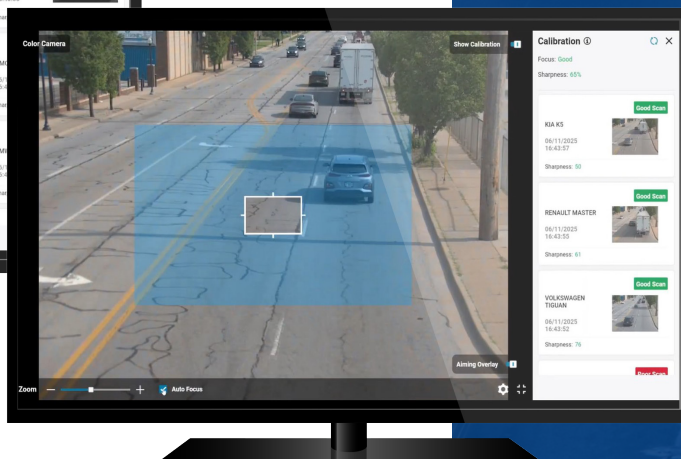 Color Camera
Show Calibration
Aiming Overlay
Zoom
Auto Focus
Calibration
Focus: Good
Sharpness: 65%
Good Scan
KIA K5
06/11/2025
16:43:57
Sharpness: 50
Good Scan
RENAULT MASTER
06/11/2025
16:43:55
Sharpness: 61
Good Scan
VOLKSWAGEN
TIGUAN
06/11/2025
16:43:52
Sharpness: 76
Poor Scan